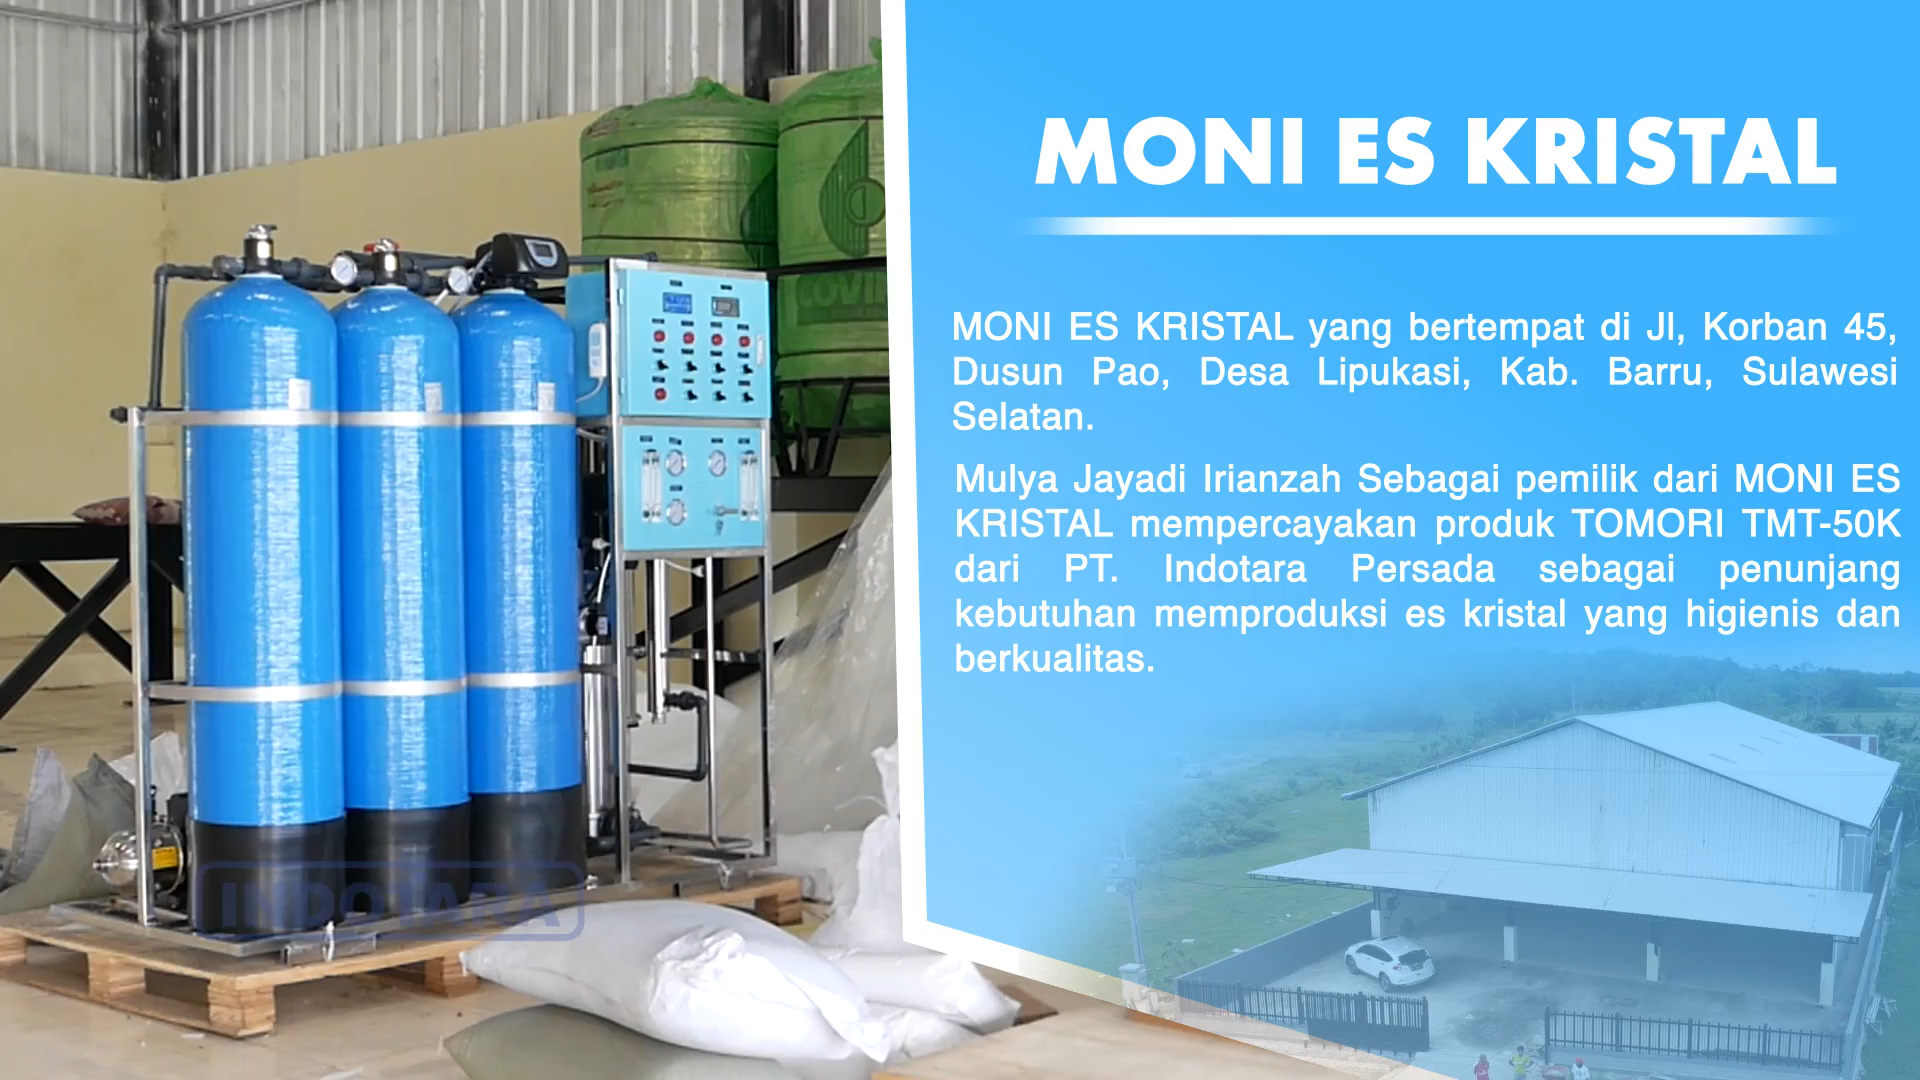 MONI ES KRISTAL
MONI ES KRISTAL yang bertempat di Jl, Korban 45,
Dusun Pao, Desa Lipukasi, Kab. Barru, Sulawesi
Selatan.
Mulya Jayadi Irianzah Sebagai pemilik dari MONI ES
KRISTAL mempercayakan produk TOMORI TMT-50K
dari PT. Indotara Persada sebagai penunjang
kebutuhan memproduksi es kristal yang higienis dan
berkualitas.
INDOTARA